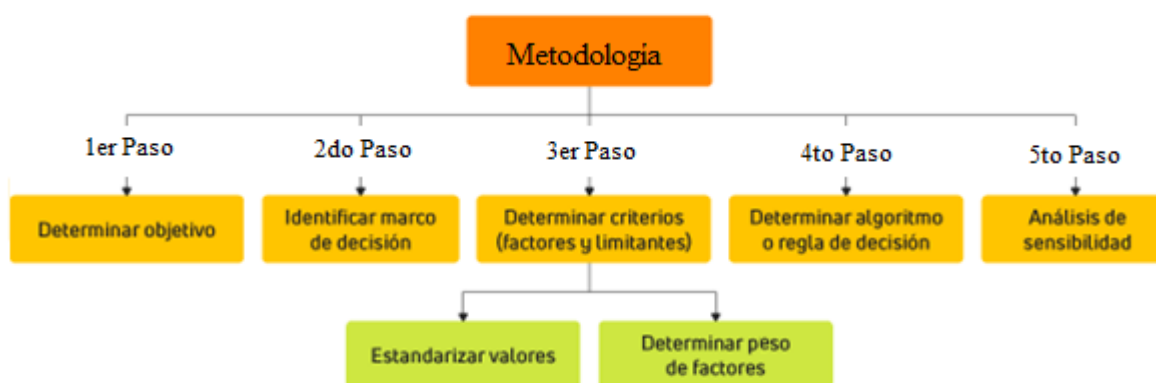 Metodología
1er Paso
2do Paso
3er Paso
4to Paso
5to Paso
Determinar objetivo
Identificar marco
de decisión
Determinar criterios
(factores y limitantes)
Determinar algoritmo
o regla de decisión
Análisis de
sensibilidad
Estandarizar valores
Determinar peso
de factores